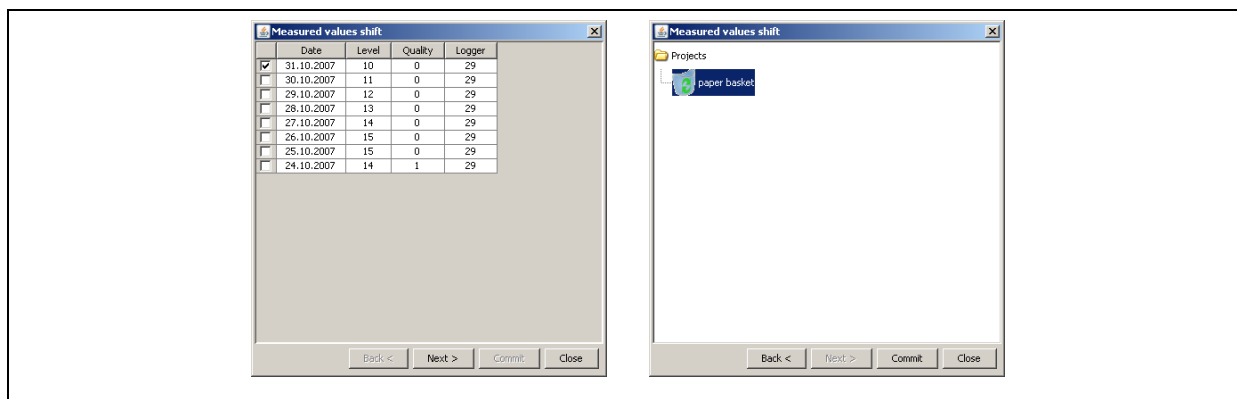 Measured values shift
Date Level Quality Logger
31.10.2007 10 0 29
30.10.2007 11 0 29
29.10.2007 12 0 29
28.10.2007 13 0 29
27.10.2007 14 0 29
26.10.2007 15 0 29
25.10.2007 15 0 29
24.10.2007 14 1 29
Back < Next > Commit Close
Measured values shift
Projects
paper basket
Back < Next > Commit Close